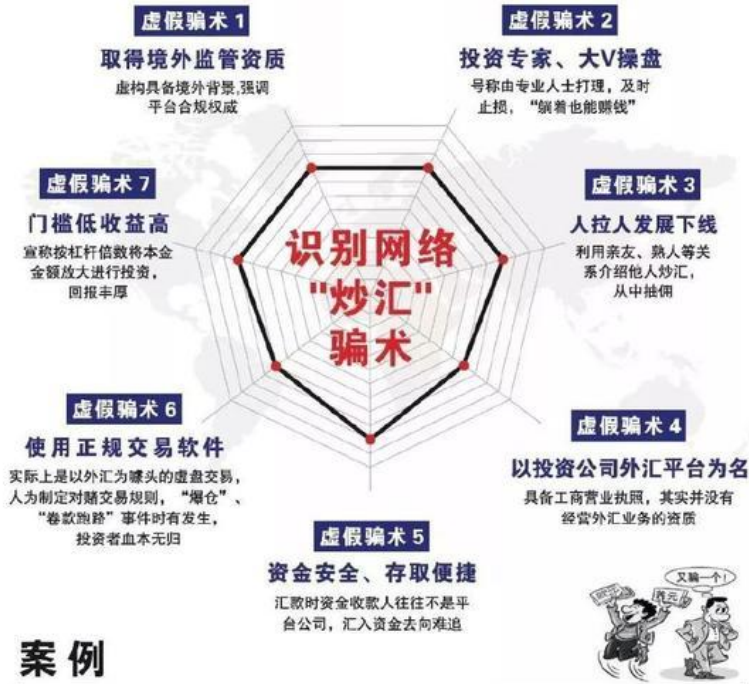 虚假骗术 1
取得境外监管资质
虚构具备境外背景,强调
平台合规权威
虚假骗术 2
投资专家、大V操盘
号称由专业人士打理，及时
止损，“躺着也能赚钱”
虚假骗术 7
门槛低收益高
宣称按杠杆倍数将本金
金额放大进行投资，
回报丰厚
识别网络
"炒汇"
骗术
虚假骗术 3
人拉人发展下线
利用亲友、熟人等关
系介绍他人炒汇，
从中抽佣
虚假骗术 6
使用正规交易软件
实际上是以外汇为噱头的虚盘交易，
人为制定对赌交易规则，“爆仓”、
“卷款跑路”事件时有发生，
投资者血本无归
虚假骗术 4
以投资公司外汇平台为名
具备工商营业执照，其实并没有
经营外汇业务的资质
虚假骗术 5
资金安全、存取便捷
汇款时资金收款人往往不是平
台公司，汇入资金去向难追
又骗一个！
案例